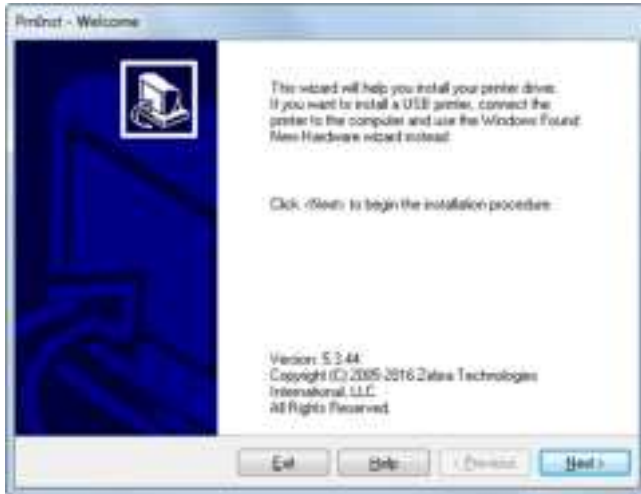 PrnInst - Welcome
This wizard will help you install your printer driver.
If you want to install a USB printer, connect the
printer to the computer and use the Windows Found
New Hardware wizard instead.
Click <Next> to begin the installation procedure.
Version: 5.3.44
Copyright (C) 2005-2016 Zebra Technologies
International, LLC
All Rights Reserved.
Exit
Help
< Previous
Next >